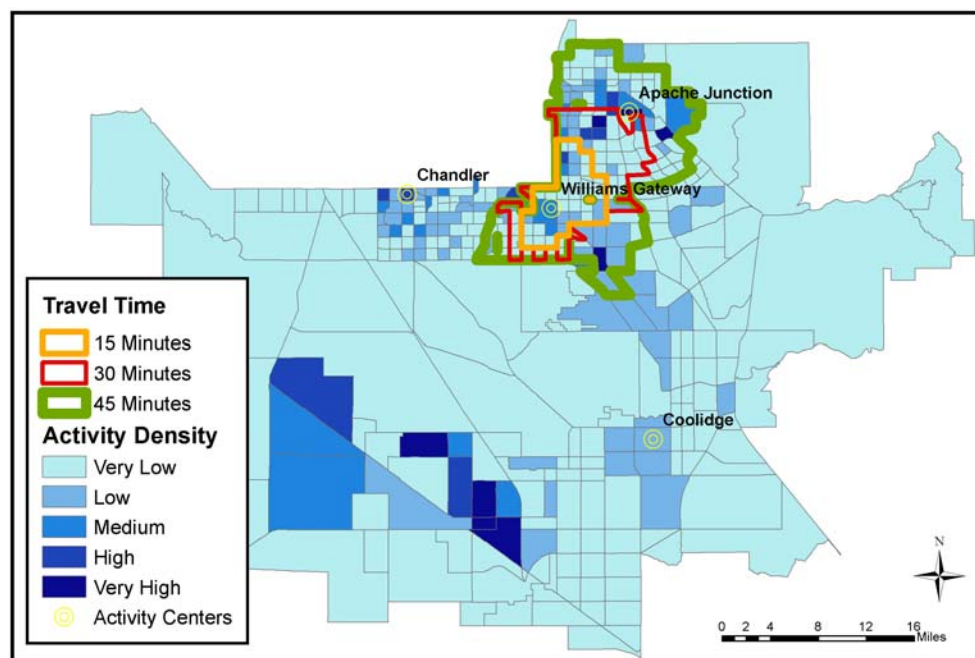 Apache Junction
Chandler
Williams Gateway
Travel Time
15 Minutes
30 Minutes
45 Minutes
Activity Density
Very Low
Low
Medium
High
Very High
Activity Centers
Coolidge
N
0 2 4 8 12 16
Miles